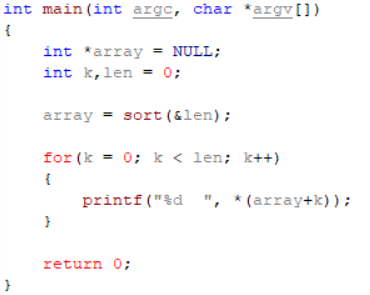 int main(int argc, char *argv[])
{
    int *array = NULL;
    int k,len = 0;

    array = sort(&len);

    for(k = 0; k < len; k++)
    {
        printf("%d  ", *(array+k));
    }

    return 0;
}